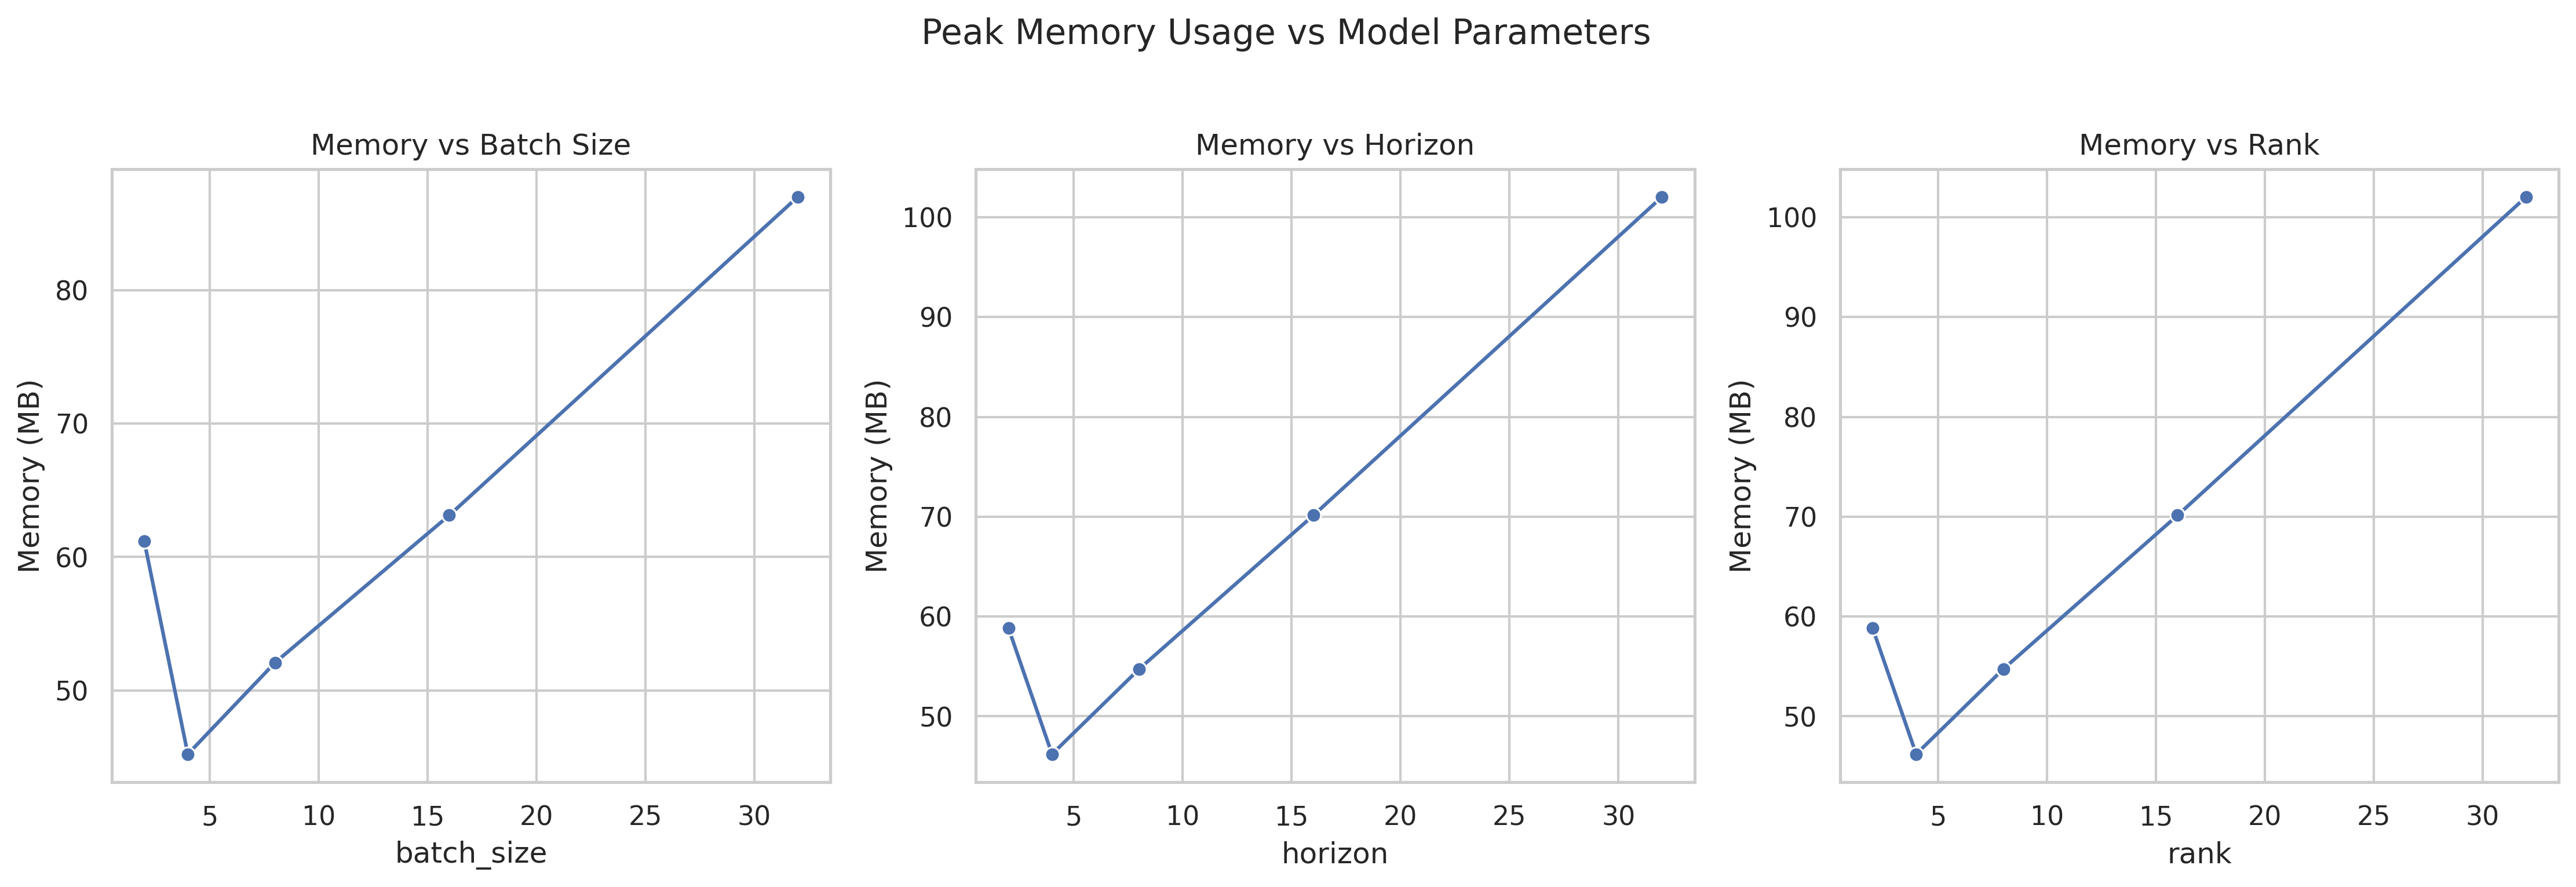 Peak Memory Usage vs Model Parameters
Memory vs Batch Size
Memory (MB)
80
70
60
50
5 10 15 20 25 30
batch_size
Memory vs Horizon
Memory (MB)
100
90
80
70
60
50
5 10 15 20 25 30
horizon
Memory vs Rank
Memory (MB)
100
90
80
70
60
50
5 10 15 20 25 30
rank